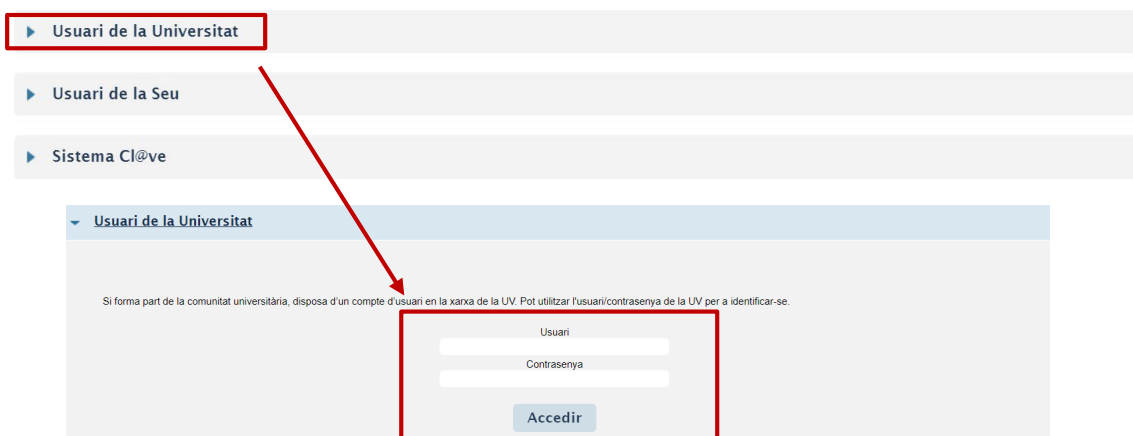 Usuari de la Universitat
Usuari de la Seu
Sistema Cl@ve
Usuari de la Universitat
Si forma part de la comunitat universitària, disposa d'un compte d'usuari en la xarxa de la UV. Pot utilitzar l'usuari/contrasenya de la UV per a identificar-se.
Usuari
Contrasenya
Accedir